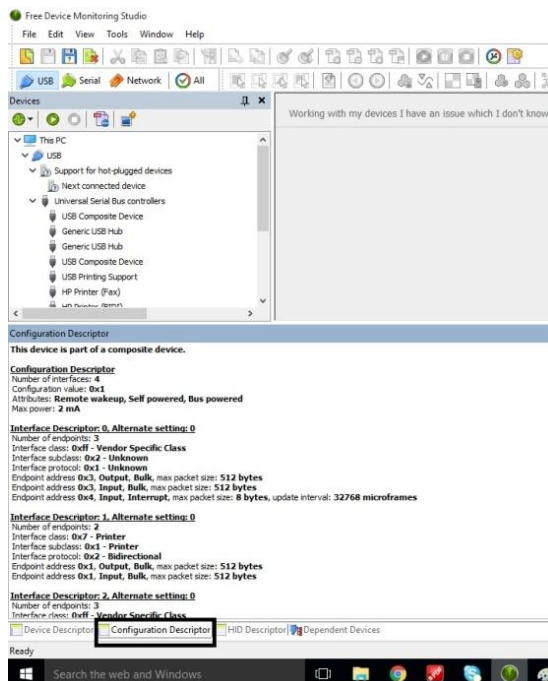 Free Device Monitoring Studio
File Edit View Tools Window Help
USB Serial Network All
Devices
Working with my devices I have an issue which I don't know
This PC
USB
Support for hot-plugged devices
Next connected device
Universal Serial Bus controllers
USB Composite Device
Generic USB Hub
Generic USB Hub
USB Composite Device
USB Printing Support
HP Printer (Fax)
HP Printer (BIDI)
Configuration Descriptor
This device is part of a composite device.
Configuration Descriptor
Number of interfaces: 4
Configuration value: 0x1
Attributes: Remote wakeup, Self powered, Bus powered
Max power: 2 mA
Interface Descriptor: 0, Alternate setting: 0
Number of endpoints: 3
Interface class: 0xff - Vendor Specific Class
Interface subclass: 0x2 - Unknown
Interface protocol: 0x1 - Unknown
Endpoint address 0x3, Output, Bulk, max packet size: 512 bytes
Endpoint address 0x3, Input, Bulk, max packet size: 512 bytes
Endpoint address 0x4, Input, Interrupt, max packet size: 8 bytes, update interval: 32768 microframes
Interface Descriptor: 1, Alternate setting: 0
Number of endpoints: 2
Interface class: 0x7 - Printer
Interface subclass: 0x1 - Printer
Interface protocol: 0x2 - Bidirectional
Endpoint address 0x1, Output, Bulk, max packet size: 512 bytes
Endpoint address 0x1, Input, Bulk, max packet size: 512 bytes
Interface Descriptor: 2, Alternate setting: 0
Number of endpoints: 3
Interface class: 0xff - Vendor Specific Class
Device Descriptor Configuration Descriptor HID Descriptor Dependent Devices
Ready
Search the web and Windows